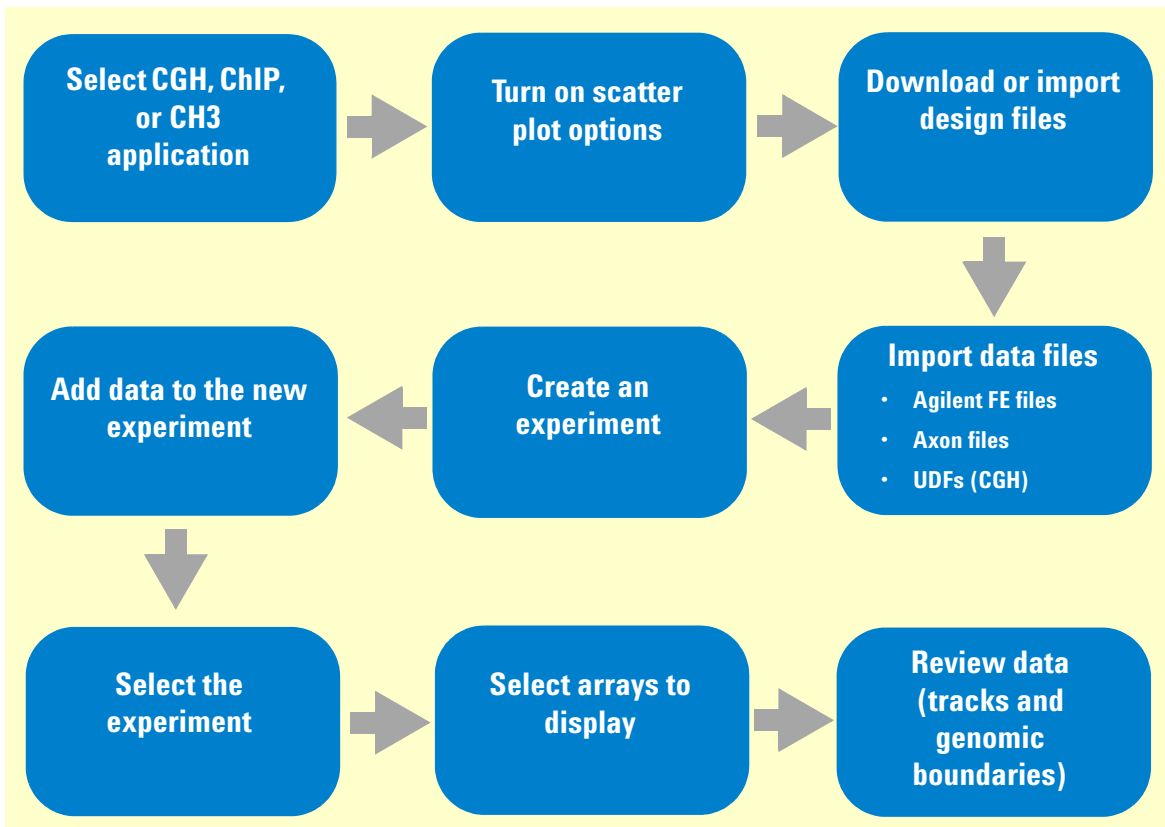 Select CGH, ChIP,
or CH3
application
Turn on scatter
plot options
Download or import
design files
Import data files
• Agilent FE files
• Axon files
• UDFs (CGH)
Create an
experiment
Add data to the new
experiment
Select the
experiment
Select arrays to
display
Review data
(tracks and
genomic
boundaries)